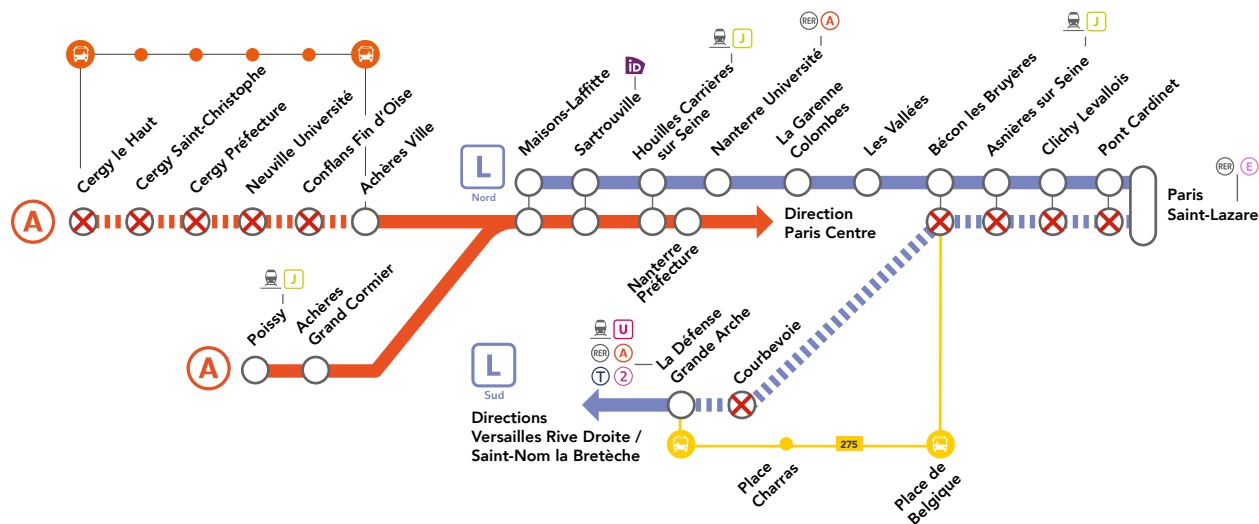 A
Cergy le Haut
Cergy Saint-Christophe
Cergy Préfecture
Neuville Université
Conflans Fin d'Oise
Achères Ville
L
Nord
Maisons-Laffitte
iD
Sartrouville
J
Houilles Carrières
sur Seine
RER A
Nanterre Université
La Garenne
Colombes
Les Vallées
Bécon les Bruyères
J
Asnières sur Seine
Clichy Levallois
Pont Cardinet
RER E
Paris
Saint-Lazare
Direction
Paris Centre
Nanterre
Préfecture
A
J
Poissy
Achères
Grand Cormier
L
Sud
Directions
Versailles Rive Droite /
Saint-Nom la Bretèche
U
RER A
T 2
La Défense
Grande Arche
Courbevoie
Place
Charras
275
Place de
Belgique